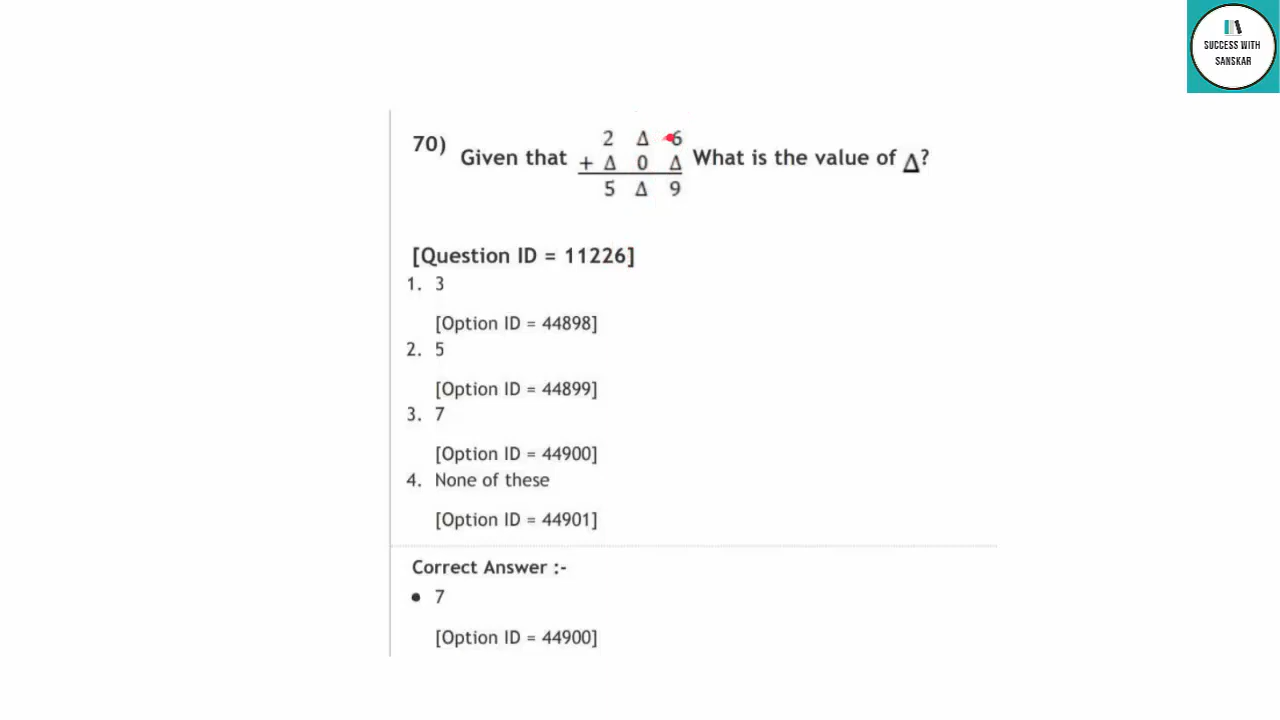 SUCCESS WITH
SANSKAR
70) Given that
2 Δ 6
+ Δ 0 Δ
5 Δ 9
What is the value of Δ?
[Question ID = 11226]
1. 3
[Option ID = 44898]
2. 5
[Option ID = 44899]
3. 7
[Option ID = 44900]
4. None of these
[Option ID = 44901]
Correct Answer :-
• 7
[Option ID = 44900]